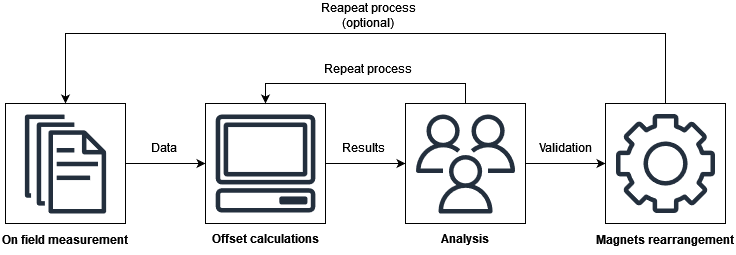 Reapeat process
(optional)
Repeat process
Data
Results
Validation
On field measurement
Offset calculations
Analysis
Magnets rearrangement